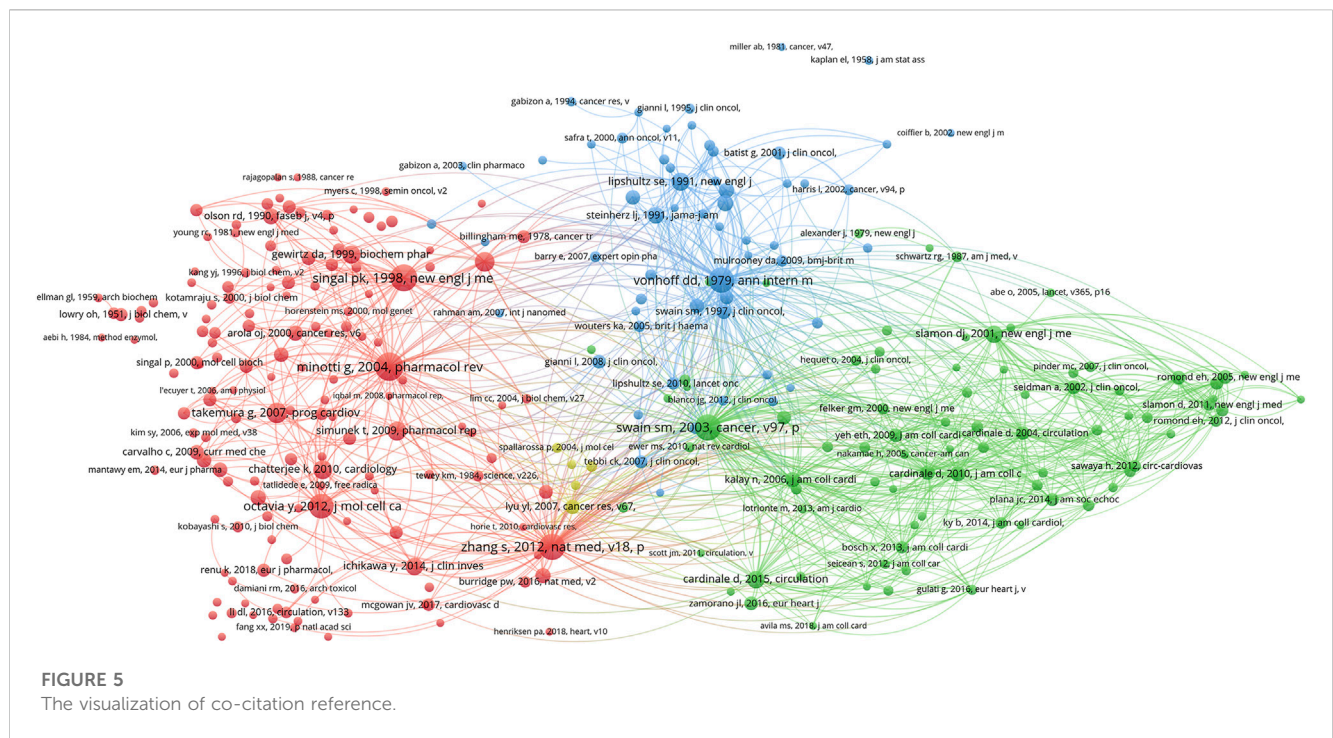 miller ab, 1981, cancer, v47,
kaplan el, 1958, j am stat ass
gabizon a, 1994, cancer res, v
gianni l, 1995, j clin oncol,
safra t, 2000, ann oncol, v11,
coiffier b, 2002, new engl j m
batist g, 2001, j clin oncol,
gabizon a, 2003, clin pharmaco
rajagopalan s, 1988, cancer re
lipshultz se, 1991, new engl j
myers c, 1998, semin oncol, v2
harris l, 2002, cancer, v94, p
olson rd, 1990, faseb j, v4, p
steinherz lj, 1991, jama-j am
young rc, 1981, new engl j med
billingham me, 1978, cancer tr
alexander j, 1979, new engl j
gewirtz da, 1999, biochem phar
barry e, 2007, expert opin pha
mulrooney da, 2009, bmj-brit m
schwartz rg, 1987, am j med, v
kang yj, 1996, j biol chem, v2
singal pk, 1998, new engl j me
vonhoff dd, 1979, ann intern m
abe o, 2005, lancet, v365, p16
ellman gl, 1959, arch biochem
kotamraju s, 2000, j biol chem
lowry oh, 1951, j biol chem, v
horenstein ms, 2000, mol genet
rahman am, 2007, int j nanomed
swain sm, 1997, j clin oncol,
wouters ka, 2005, brit j haema
aebi h, 1984, method enzymol,
arola oj, 2000, cancer res, v6
slamon dj, 2001, new engl j me
singal p, 2000, mol cell bioch
minotti g, 2004, pharmacol rev
gianni l, 2008, j clin oncol,
hequet o, 2004, j clin oncol,
pinder mc, 2007, j clin oncol,
romond eh, 2005, new engl j me
lipshultz se, 2010, lancet onc
seidman a, 2002, j clin oncol,
l'ecuyer t, 2006, am j physiol
iqbal m, 2008, pharmacol rep,
lim cc, 2004, j biol chem, v27
blanco jg, 2012, j clin oncol,
felker gm, 2000, new engl j me
slamon d, 2011, new engl j med
takemura g, 2007, prog cardiov
romond eh, 2012, j clin oncol,
simunek t, 2009, pharmacol rep
swain sm, 2003, cancer, v97, p
kim sy, 2006, exp mol med, v38
cardinale d, 2004, circulation
yeh eth, 2009, j am coll cardi
carvalho c, 2009, curr med che
spallarossa p, 2004, j mol cel
ewer ms, 2010, nat rev cardiol
nakamae h, 2005, cancer-am can
tebbi ck, 2007, j clin oncol,
sawaya h, 2012, circ-cardiovas
mantawy em, 2014, eur j pharma
chatterjee k, 2010, cardiology
cardinale d, 2010, j am coll c
tewey km, 1984, science, v226,
kalay n, 2006, j am coll cardi
tatlidede e, 2009, free radica
lotrionte m, 2013, am j cardio
plana jc, 2014, j am soc echoc
octavia y, 2012, j mol cell ca
lyu yl, 2007, cancer res, v67,
kobayashi s, 2010, j biol chem
horie t, 2010, cardiovasc res,
ky b, 2014, j am coll cardiol,
zhang s, 2012, nat med, v18, p
scott jm, 2011, circulation, v
bosch x, 2013, j am coll cardi
seicean s, 2012, j am coll car
renu k, 2018, eur j pharmacol,
ichikawa y, 2014, j clin inves
burridge pw, 2016, nat med, v2
cardinale d, 2015, circulation
damiani rm, 2016, arch toxicol
gulati g, 2016, eur heart j, v
mcgowan jv, 2017, cardiovasc d
zamorano jl, 2016, eur heart j
li dl, 2016, circulation, v133
fang xx, 2019, p natl acad sci
henriksen pa, 2018, heart, v10
avila ms, 2018, j am coll card
FIGURE 5
The visualization of co-citation reference.